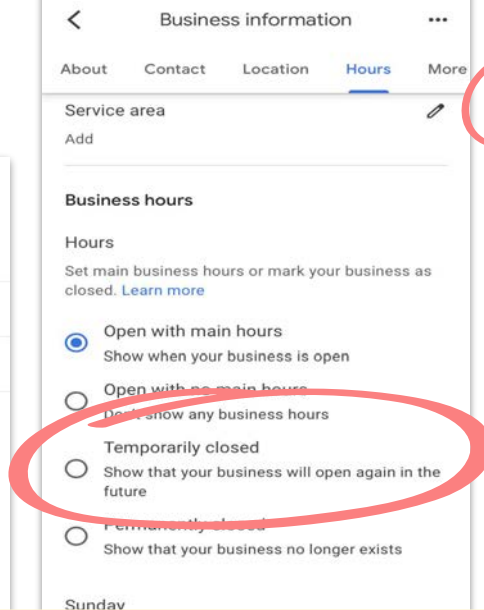 Business information
About Contact Location Hours More
Service area
Add
Business hours
Hours
Set main business hours or mark your business as
closed. Learn more
Open with main hours
Show when your business is open
Open with no main hours
Don't show any business hours
Temporarily closed
Show that your business will open again in the
future
Permanently closed
Show that your business no longer exists
Sunday